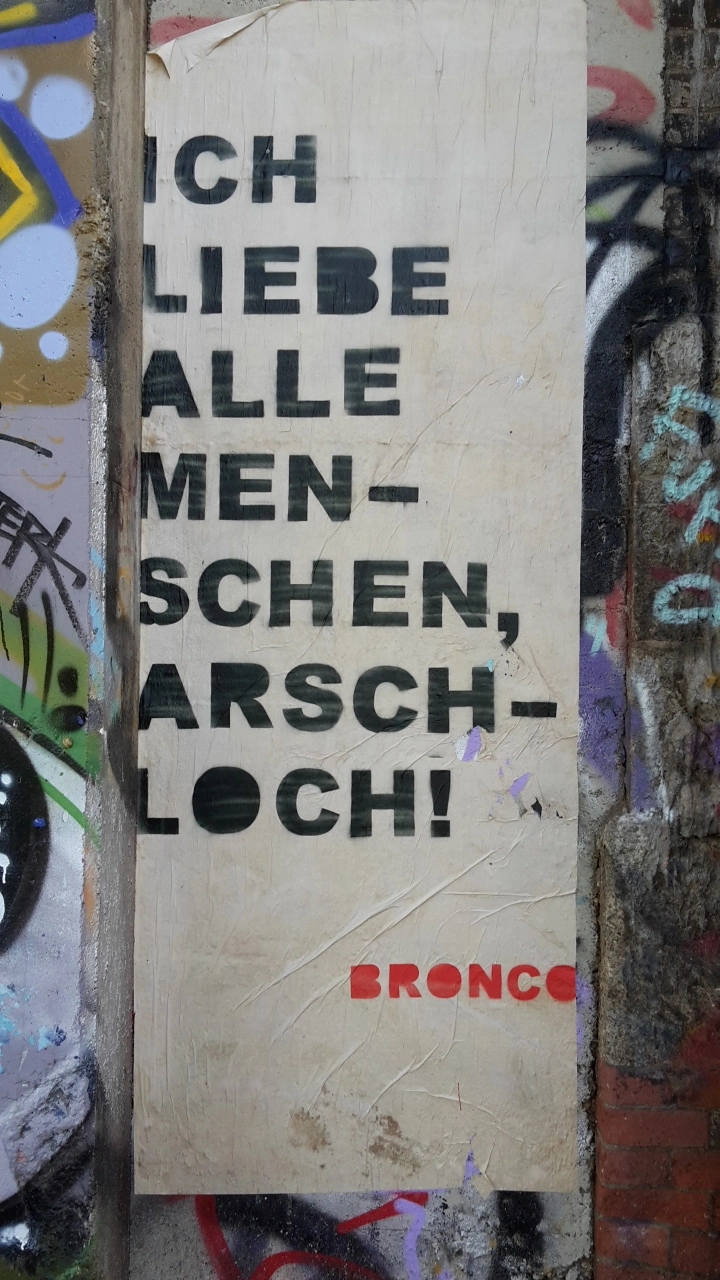 ICH
LIEBE
ALLE
MEN-
SCHEN,
ARSCH-
LOCH!
BRONCO